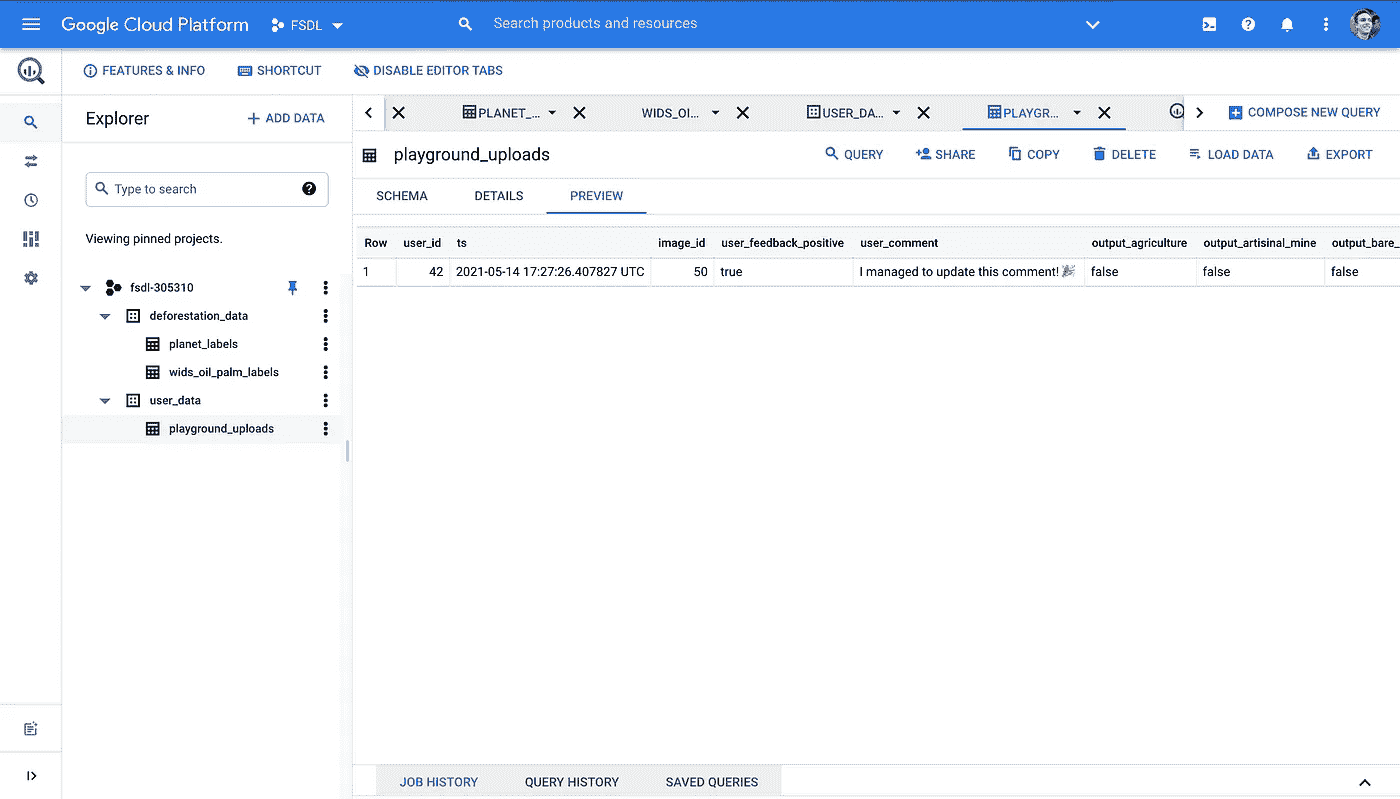 Google Cloud Platform FSDL Search products and resources
FEATURES & INFO SHORTCUT DISABLE EDITOR TABS
Explorer + ADD DATA
PLANET_... WIDS_OI... USER_DA... PLAYGR... COMPOSE NEW QUERY
playground_uploads QUERY SHARE COPY DELETE LOAD DATA EXPORT
Type to search
SCHEMA DETAILS PREVIEW
Viewing pinned projects.
Row user_id ts image_id user_feedback_positive user_comment output_agriculture output_artisinal_mine output_bare_
1 42 2021-05-14 17:27:26.407827 UTC 50 true I managed to update this comment! 🎉 false false false
fsdl-305310
deforestation_data
planet_labels
wids_oil_palm_labels
user_data
playground_uploads
JOB HISTORY QUERY HISTORY SAVED QUERIES